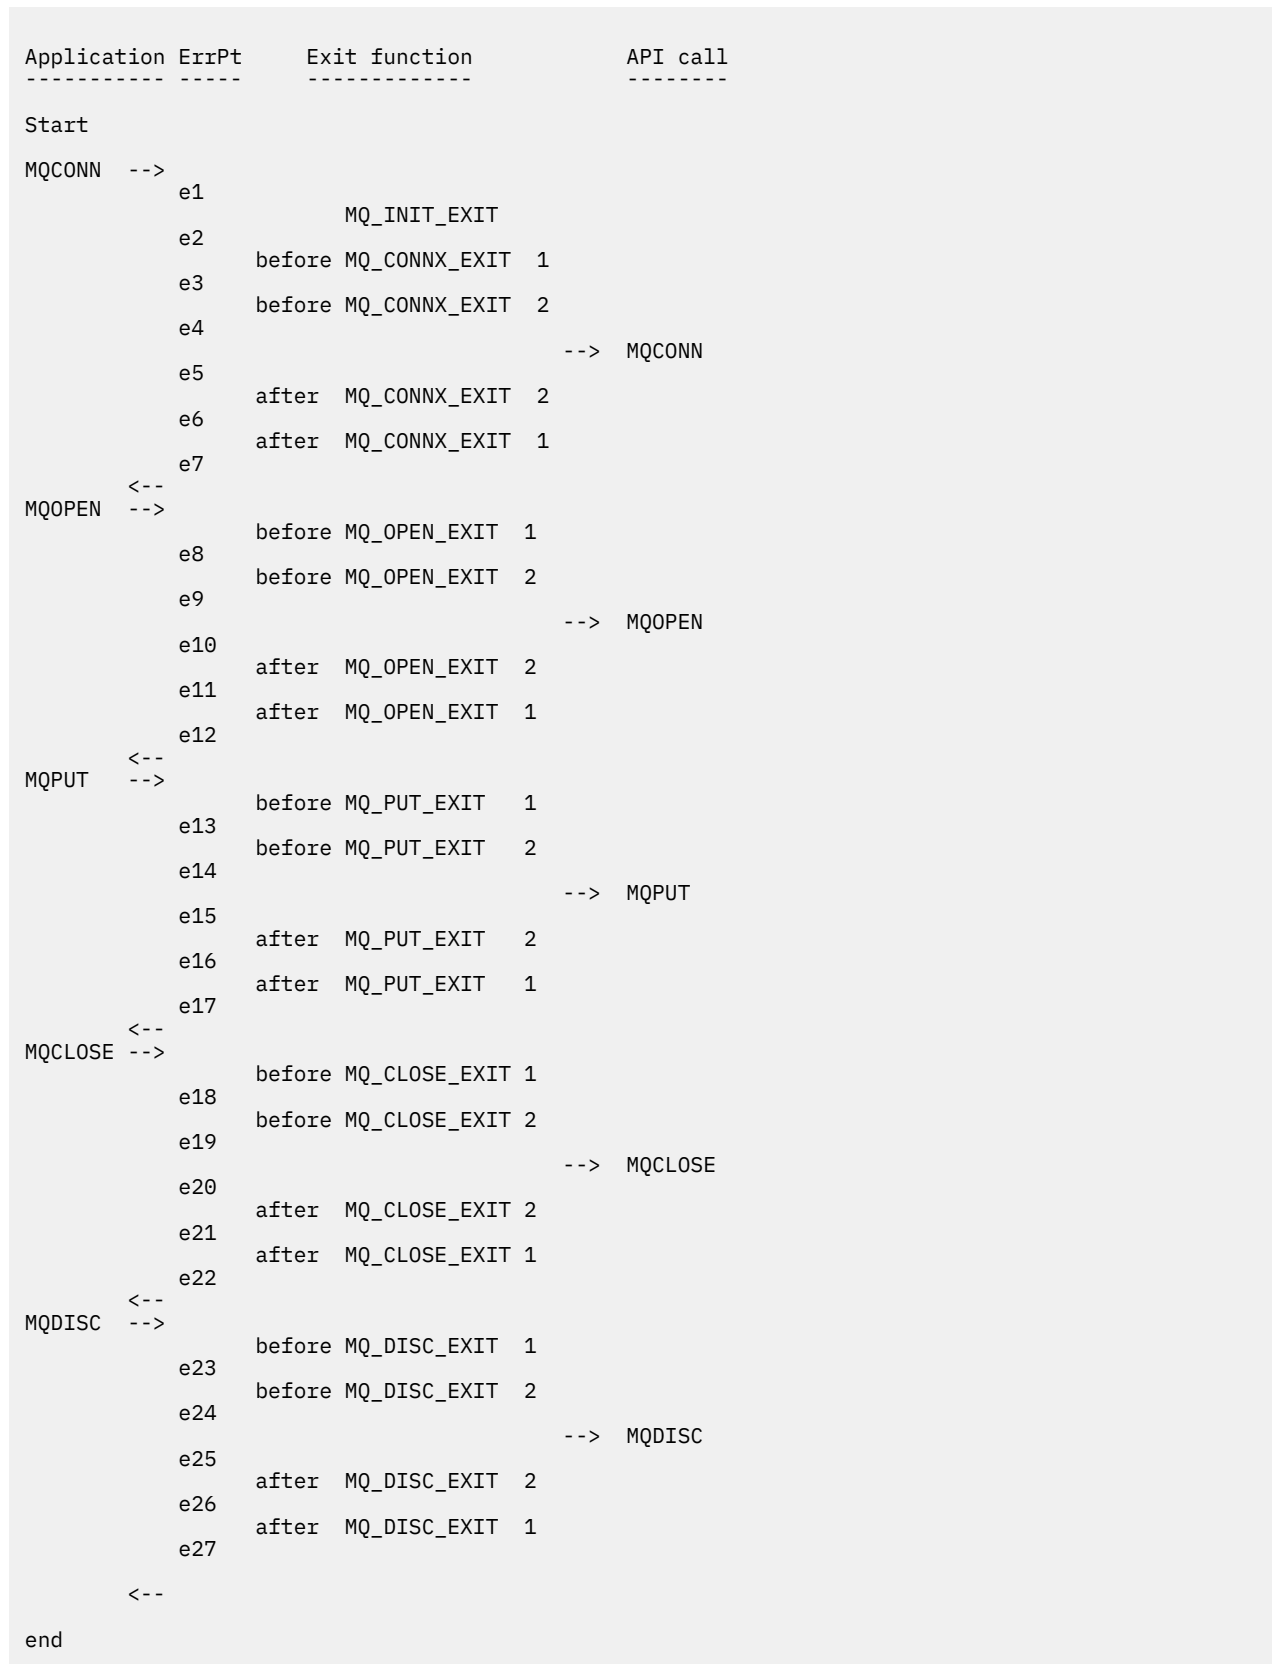 Application ErrPt     Exit function            API call
----------- -----     -------------            --------
Start
MQCONN  -->
            e1
                         MQ_INIT_EXIT
            e2
                  before MQ_CONNX_EXIT  1
            e3
                  before MQ_CONNX_EXIT  2
            e4
                                          -->  MQCONN
            e5
                  after  MQ_CONNX_EXIT  2
            e6
                  after  MQ_CONNX_EXIT  1
            e7
        <--
MQOPEN  -->
                  before MQ_OPEN_EXIT  1
            e8
                  before MQ_OPEN_EXIT  2
            e9
                                          -->  MQOPEN
            e10
                  after  MQ_OPEN_EXIT  2
            e11
                  after  MQ_OPEN_EXIT  1
            e12
        <--
MQPUT   -->
                  before MQ_PUT_EXIT   1
            e13
                  before MQ_PUT_EXIT   2
            e14
                                          -->  MQPUT
            e15
                  after  MQ_PUT_EXIT   2
            e16
                  after  MQ_PUT_EXIT   1
            e17
        <--
MQCLOSE -->
                  before MQ_CLOSE_EXIT 1
            e18
                  before MQ_CLOSE_EXIT 2
            e19
                                          -->  MQCLOSE
            e20
                  after  MQ_CLOSE_EXIT 2
            e21
                  after  MQ_CLOSE_EXIT 1
            e22
        <--
MQDISC  -->
                  before MQ_DISC_EXIT  1
            e23
                  before MQ_DISC_EXIT  2
            e24
                                          -->  MQDISC
            e25
                  after  MQ_DISC_EXIT  2
            e26
                  after  MQ_DISC_EXIT  1
            e27
        <--
end